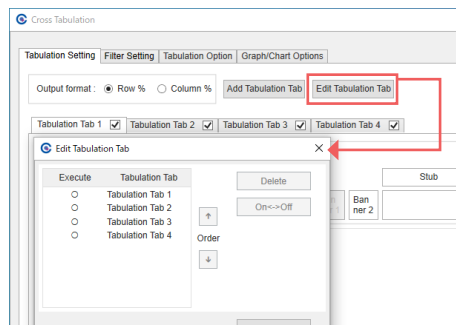 Cross Tabulation
Tabulation Setting Filter Setting Tabulation Option Graph/Chart Options
Output format : Row % Column % Add Tabulation Tab Edit Tabulation Tab
Tabulation Tab 1 Tabulation Tab 2 Tabulation Tab 3 Tabulation Tab 4
Edit Tabulation Tab
Execute Tabulation Tab Delete Stub
Tabulation Tab 1
Tabulation Tab 2 On<->Off Ban
ner 2
Tabulation Tab 3
Tabulation Tab 4 Order